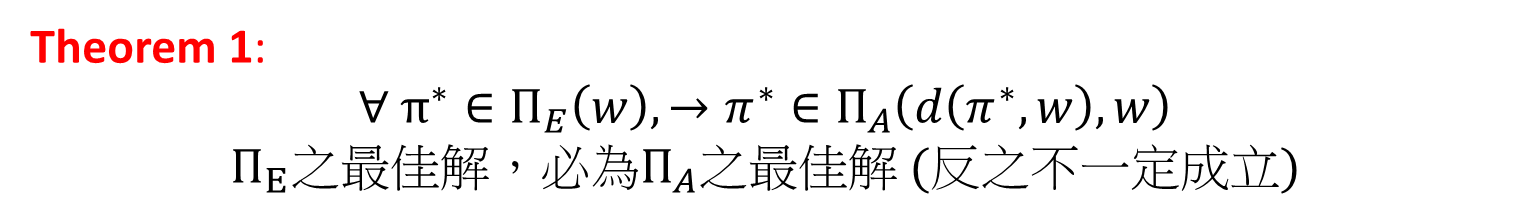 Theorem 1:
∀ π* ∈ Π_E(w), → π* ∈ Π_A(d(π*, w), w)
Π_E之最佳解，必為Π_A之最佳解 (反之不一定成立)